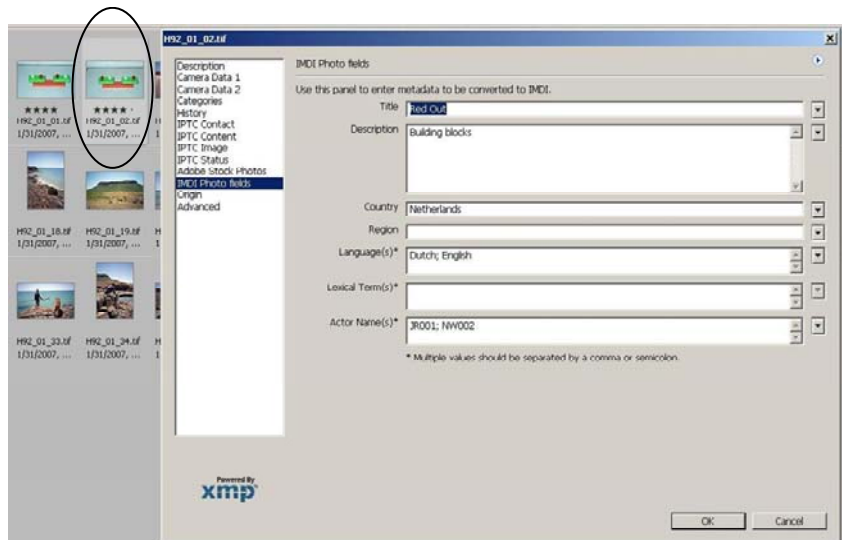 H92_01_02.tif
Description
Camera Data 1
Camera Data 2
Categories
History
IPTC Contact
IPTC Content
IPTC Image
IPTC Status
Adobe Stock Photos
IMDI Photo fields
Origin
Advanced
IMDI Photo fields
Use this panel to enter metadata to be converted to IMDI.
Title Red Out
Description Building blocks
Country Netherlands
Region
Language(s)* Dutch; English
Lexical Term(s)*
Actor Name(s)* JR001; NW002
* Multiple values should be separated by a comma or semicolon.
Powered By
xmp
OK Cancel
H92_01_01.tif H92_01_02.tif
1/31/2007, ... 1/31/2007, ...
H92_01_18.tif H92_01_19.tif
1/31/2007, ... 1/31/2007, ...
H92_01_33.tif H92_01_34.tif
1/31/2007, ... 1/31/2007, ...